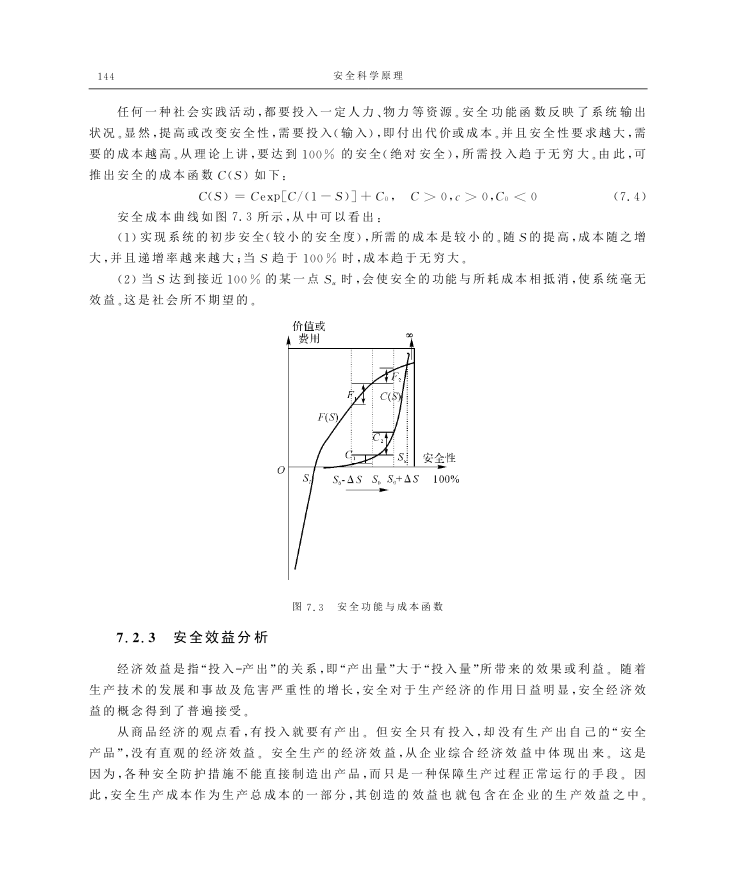 144
安全科学原理
任何一种社会实践活动,都要投入一定人力、物力等资源。安全功能函数反映了系统输出
状况。显然,提高或改变安全性,需要投入(输入),即付出代价或成本。并且安全性要求越大,需
要的成本越高。从理论上讲,要达到 100% 的安全(绝对安全),所需投入趋于无穷大。由此,可
推出安全的成本函数 C(S) 如下:
C(S) = Cexp[C/(1-S)] + C₀, C > 0, c > 0, C₀ < 0 (7.4)
安全成本曲线如图 7.3 所示,从中可以看出:
(1) 实现系统的初步安全(较小的安全度),所需的成本是较小的。随 S 的提高,成本随之增
大,并且递增率越来越大;当 S 趋于 100% 时,成本趋于无穷大。
(2) 当 S 达到接近 100% 的某一点 Sᵤ 时,会使安全的功能与所耗成本相抵消,使系统毫无
效益。这是社会所不期望的。
价值或
费用
∞
F₂
F₁
C(S)
F(S)
C₂
C₁
Sᵤ
安全性
O
S₀-ΔS
S₀
S₀+ΔS
100%
图 7.3 安全功能与成本函数
7.2.3 安全效益分析
经济效益是指“投入-产出”的关系,即“产出量”大于“投入量”所带来的效果或利益。随着
生产技术的发展和事故及危害严重性的增长,安全对于生产经济的作用日益明显,安全经济效
益的概念得到了普遍接受。
从商品经济的观点看,有投入就要有产出。但安全只有投入,却没有生产出自己的“安全
产品”,没有直观的经济效益。安全生产的经济效益,从企业综合经济效益中体现出来。这是
因为,各种安全防护措施不能直接制造出产品,而只是一种保障生产过程正常运行的手段。因
此,安全生产成本作为生产总成本的一部分,其创造的效益也就包含在企业的生产效益之中。